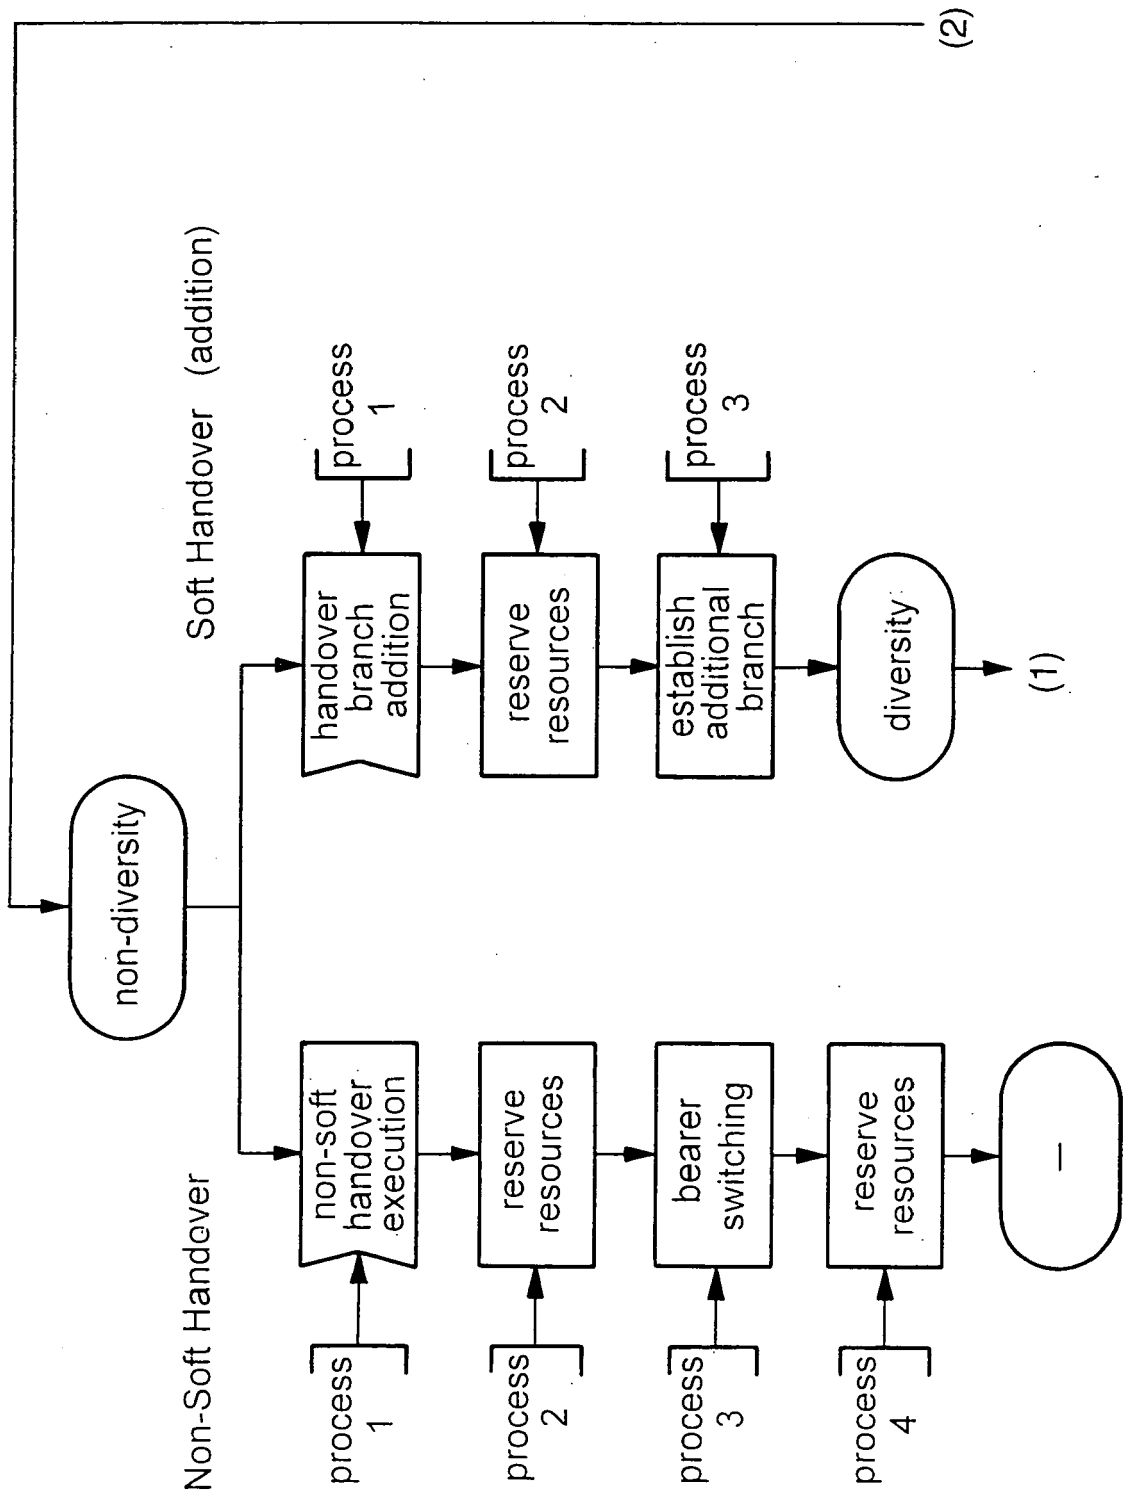 (2)
non-diversity
Non-Soft Handover
Soft Handover (addition)
process
1
non-soft
handover
execution
handover
branch
addition
process
1
process
2
reserve
resources
reserve
resources
process
2
process
3
bearer
switching
establish
additional
branch
process
3
process
4
reserve
resources
diversity
–
(1)